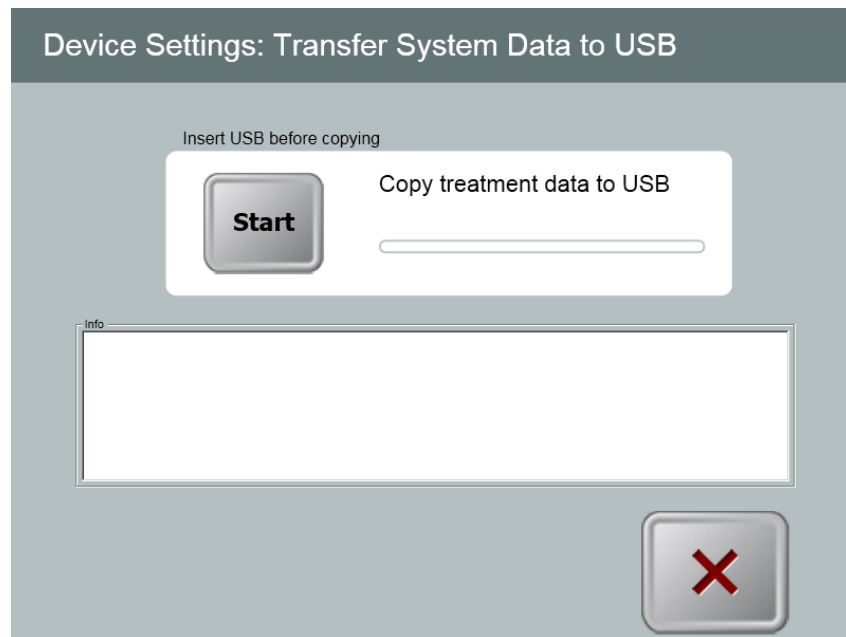 Device Settings: Transfer System Data to USB
Insert USB before copying
Copy treatment data to USB
Start
Info